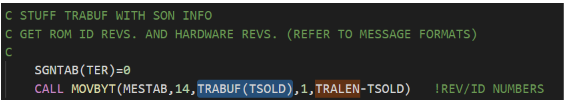 C STUFF TRABUF WITH SON INFO
C GET ROM ID REVS. AND HARDWARE REVS. (REFER TO MESSAGE FORMATS)
C
SGNTAB(TER)=0
CALL MOVBYT(MESTAB,14,TRABUF(TSOLD),1,TRALEN-TSOLD) !REV/ID NUMBERS